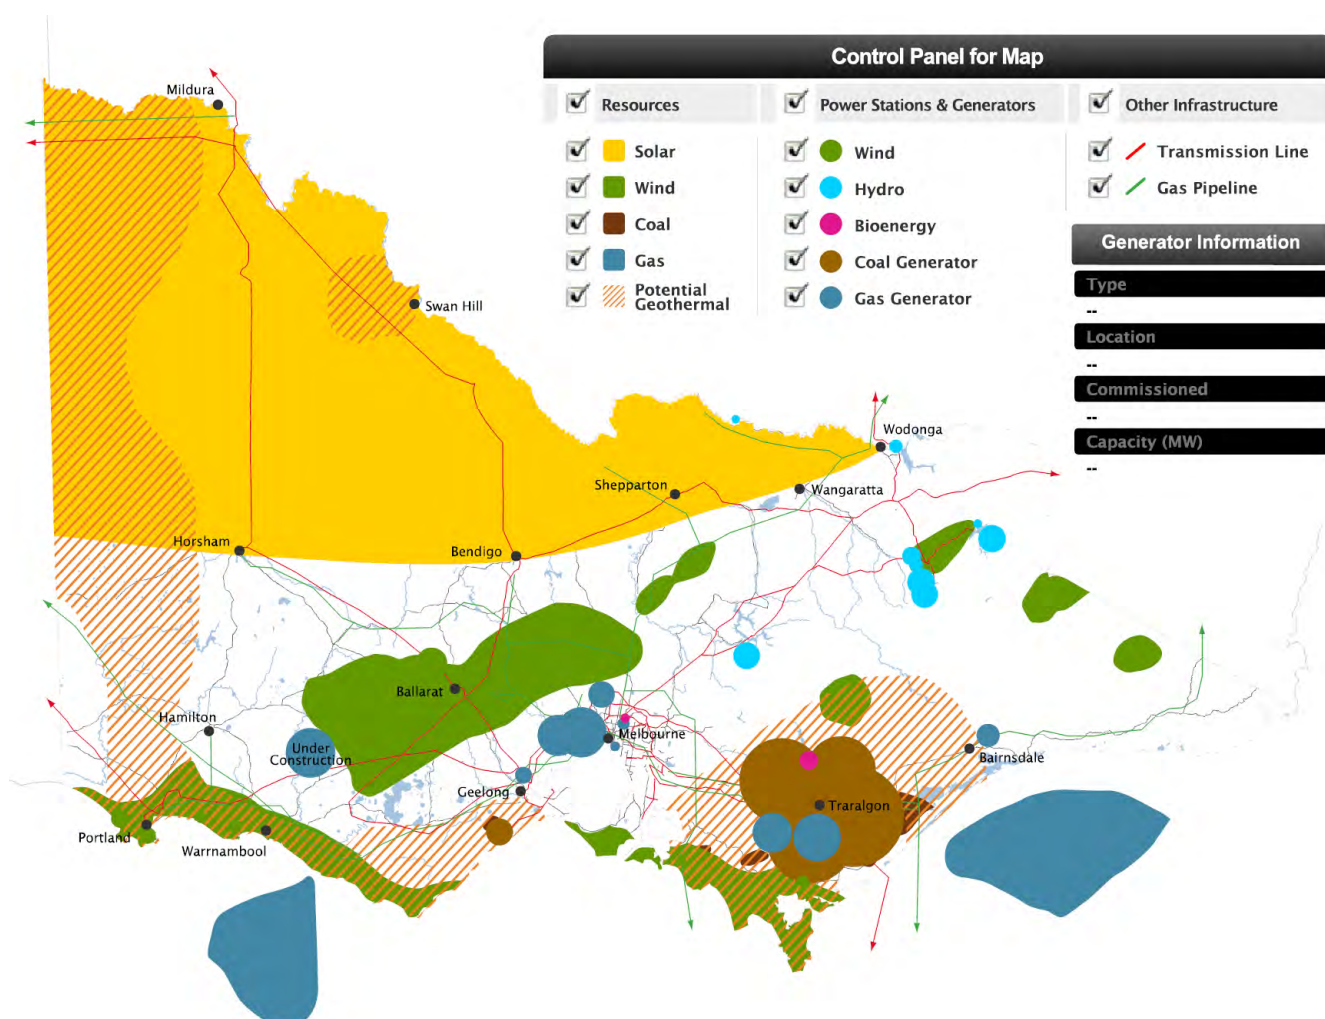 Control Panel for Map
Resources
Power Stations & Generators
Other Infrastructure
Solar
Wind
Transmission Line
Wind
Hydro
Gas Pipeline
Coal
Bioenergy
Gas
Coal Generator
Potential
Geothermal
Gas Generator
Generator Information
Type
--
Location
--
Commissioned
--
Capacity (MW)
--
Mildura
Swan Hill
Wodonga
Shepparton
Wangaratta
Horsham
Bendigo
Ballarat
Hamilton
Melbourne
Under
Construction
Bairnsdale
Geelong
Traralgon
Portland
Warrnambool